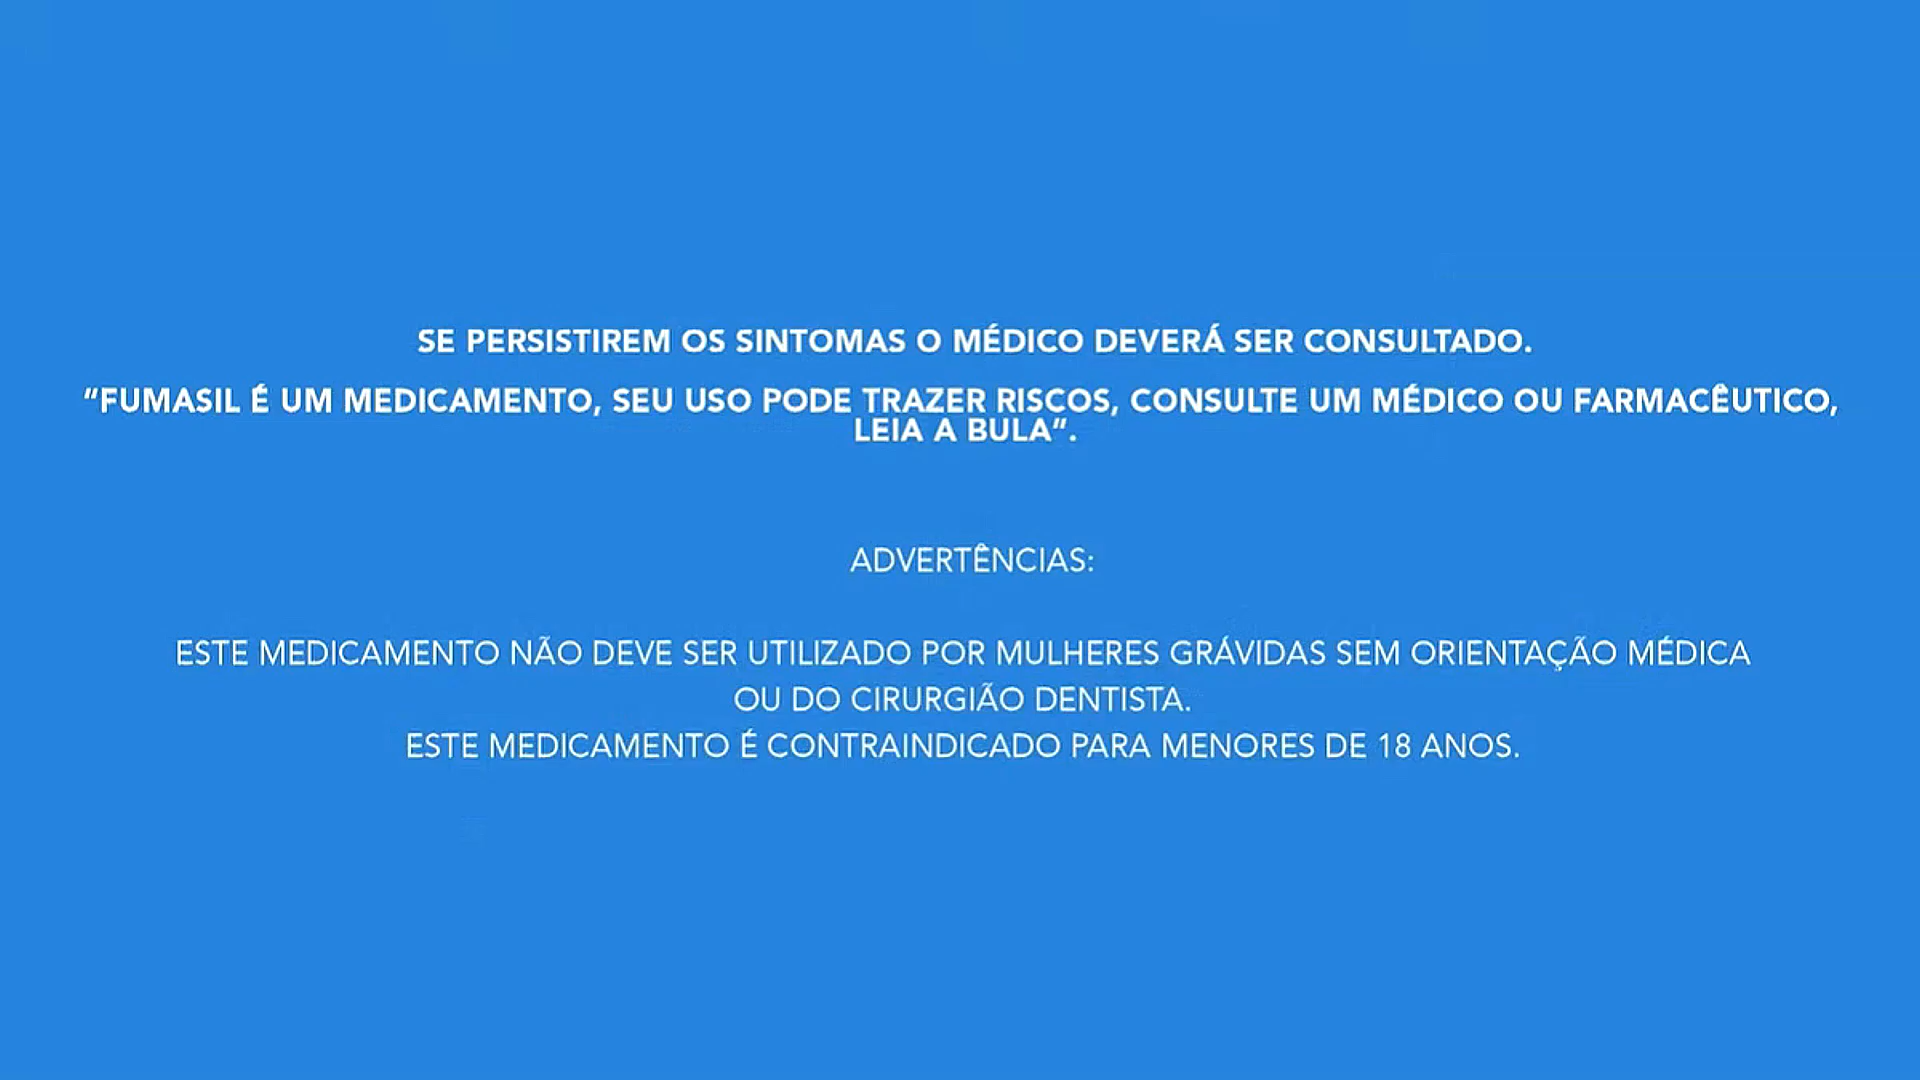 SE PERSISTIREM OS SINTOMAS O MÉDICO DEVERÁ SER CONSULTADO.
"FUMASIL É UM MEDICAMENTO, SEU USO PODE TRAZER RISCOS, CONSULTE UM MÉDICO OU FARMACÊUTICO,
LEIA A BULA".
ADVERTÊNCIAS:
ESTE MEDICAMENTO NÃO DEVE SER UTILIZADO POR MULHERES GRÁVIDAS SEM ORIENTAÇÃO MÉDICA
OU DO CIRURGIÃO DENTISTA.
ESTE MEDICAMENTO É CONTRAINDICADO PARA MENORES DE 18 ANOS.